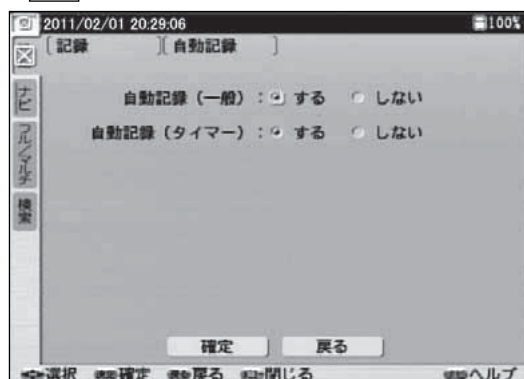 2011/02/01 20:29:06 100%
[記録 ][自動記録 ]
ナビ
フル/マルチ
検索
自動記録（一般）：する しない
自動記録（タイマー）：する しない
確定 戻る
選択 確定 戻る 閉じる ヘルプ